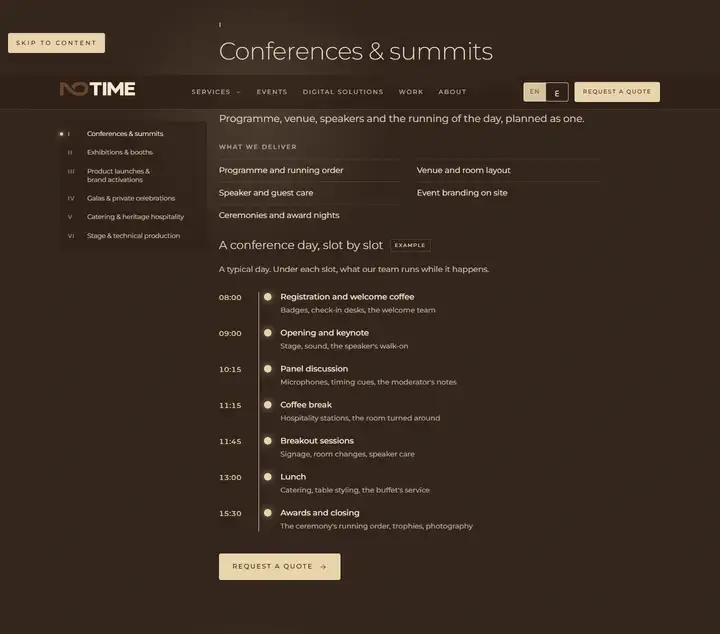 I
SKIP TO CONTENT
Conferences & summits
NOTIME
SERVICES
EVENTS
DIGITAL SOLUTIONS
WORK
ABOUT
EN
ع
REQUEST A QUOTE
Programme, venue, speakers and the running of the day, planned as one.
I Conferences & summits
II Exhibitions & booths
III Product launches &
brand activations
IV Galas & private celebrations
V Catering & heritage hospitality
VI Stage & technical production
WHAT WE DELIVER
Programme and running order
Venue and room layout
Speaker and guest care
Event branding on site
Ceremonies and award nights
A conference day, slot by slot
EXAMPLE
A typical day. Under each slot, what our team runs while it happens.
08:00 Registration and welcome coffee
Badges, check-in desks, the welcome team
09:00 Opening and keynote
Stage, sound, the speaker's walk-on
10:15 Panel discussion
Microphones, timing cues, the moderator's notes
11:15 Coffee break
Hospitality stations, the room turned around
11:45 Breakout sessions
Signage, room changes, speaker care
13:00 Lunch
Catering, table styling, the buffet's service
15:30 Awards and closing
The ceremony's running order, trophies, photography
REQUEST A QUOTE →